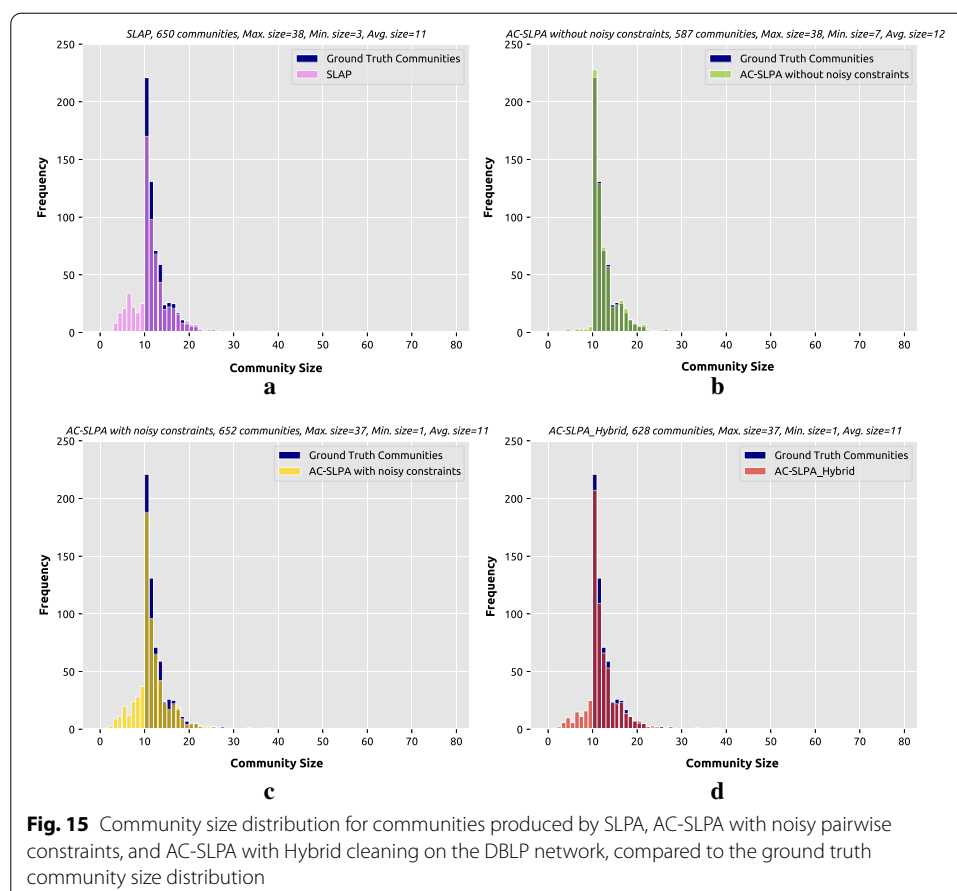 SLAP, 650 communities, Max. size=38, Min. size=3, Avg. size=11
250
200
150
100
50
0
Frequency
Ground Truth Communities
SLAP
0 10 20 30 40 50 60 70 80
Community Size
a
AC-SLPA without noisy constraints, 587 communities, Max. size=38, Min. size=7, Avg. size=12
250
200
150
100
50
0
Frequency
Ground Truth Communities
AC-SLPA without noisy constraints
0 10 20 30 40 50 60 70 80
Community Size
b
AC-SLPA with noisy constraints, 652 communities, Max. size=37, Min. size=1, Avg. size=11
250
200
150
100
50
0
Frequency
Ground Truth Communities
AC-SLPA with noisy constraints
0 10 20 30 40 50 60 70 80
Community Size
c
AC-SLPA_Hybrid, 628 communities, Max. size=37, Min. size=1, Avg. size=11
250
200
150
100
50
0
Frequency
Ground Truth Communities
AC-SLPA_Hybrid
0 10 20 30 40 50 60 70 80
Community Size
d
Fig. 15 Community size distribution for communities produced by SLPA, AC-SLPA with noisy pairwise
constraints, and AC-SLPA with Hybrid cleaning on the DBLP network, compared to the ground truth
community size distribution